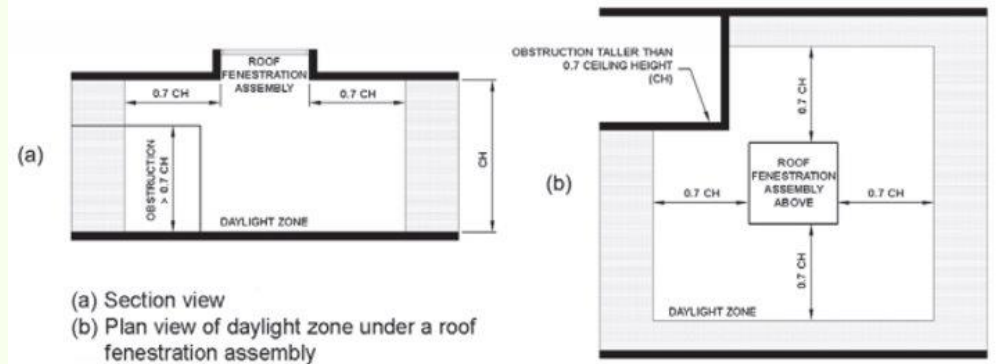 ROOF
FENESTRATION
ASSEMBLY
0.7 CH
0.7 CH
(a)
OBSTRUCTION
> 0.7 CH
CH
DAYLIGHT ZONE
(a) Section view
(b) Plan view of daylight zone under a roof
fenestration assembly
OBSTRUCTION TALLER THAN
0.7 CEILING HEIGHT
(CH)
0.7 CH
(b)
ROOF
FENESTRATION
ASSEMBLY
ABOVE
0.7 CH
0.7 CH
0.7 CH
DAYLIGHT ZONE